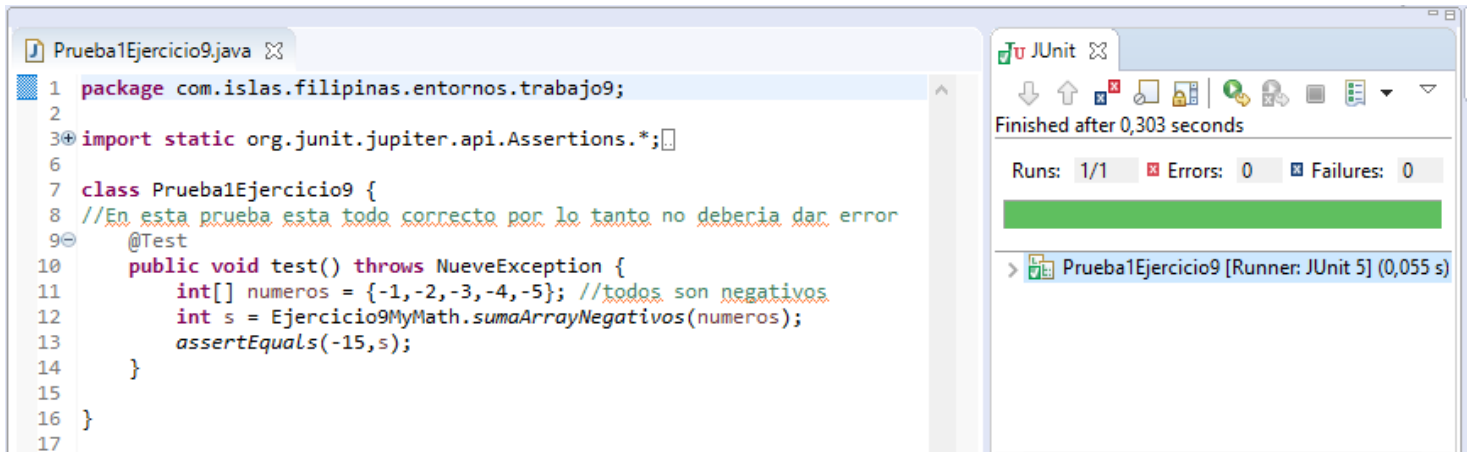 Prueba1Ejercicio9.java
1 package com.islas.filipinas.entornos.trabajo9;
2
3 import static org.junit.jupiter.api.Assertions.*;
6
7 class Prueba1Ejercicio9 {
8 //En esta prueba esta todo correcto por lo tanto no deberia dar error
9 @Test
10 public void test() throws NueveException {
11 int[] numeros = {-1,-2,-3,-4,-5}; //todos son negativos
12 int s = Ejercicio9MyMath.sumaArrayNegativos(numeros);
13 assertEquals(-15,s);
14 }
15
16 }
17
JUnit
Finished after 0,303 seconds
Runs: 1/1 Errors: 0 Failures: 0
Prueba1Ejercicio9 [Runner: JUnit 5] (0,055 s)